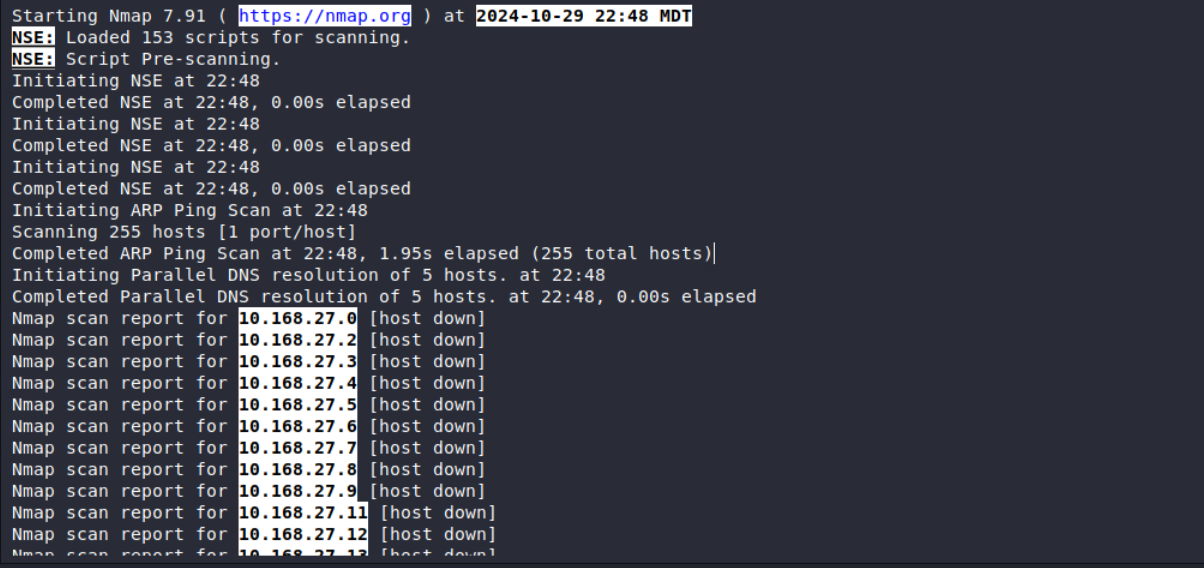 Starting Nmap 7.91 ( https://nmap.org ) at 2024-10-29 22:48 MDT
NSE: Loaded 153 scripts for scanning.
NSE: Script Pre-scanning.
Initiating NSE at 22:48
Completed NSE at 22:48, 0.00s elapsed
Initiating NSE at 22:48
Completed NSE at 22:48, 0.00s elapsed
Initiating NSE at 22:48
Completed NSE at 22:48, 0.00s elapsed
Initiating ARP Ping Scan at 22:48
Scanning 255 hosts [1 port/host]
Completed ARP Ping Scan at 22:48, 1.95s elapsed (255 total hosts)
Initiating Parallel DNS resolution of 5 hosts. at 22:48
Completed Parallel DNS resolution of 5 hosts. at 22:48, 0.00s elapsed
Nmap scan report for 10.168.27.0 [host down]
Nmap scan report for 10.168.27.2 [host down]
Nmap scan report for 10.168.27.3 [host down]
Nmap scan report for 10.168.27.4 [host down]
Nmap scan report for 10.168.27.5 [host down]
Nmap scan report for 10.168.27.6 [host down]
Nmap scan report for 10.168.27.7 [host down]
Nmap scan report for 10.168.27.8 [host down]
Nmap scan report for 10.168.27.9 [host down]
Nmap scan report for 10.168.27.11 [host down]
Nmap scan report for 10.168.27.12 [host down]
Nmap scan report for 10.168.27.13 [host down]